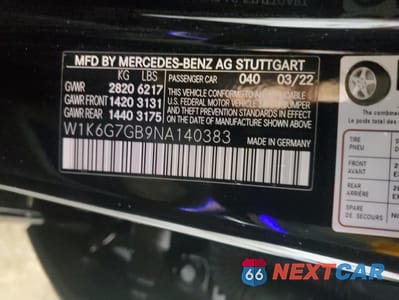 MFD BY MERCEDES-BENZ AG STUTTGART
KG LBS
PASSENGER CAR 040 03/22
GVWR 2820 6217
GAWR FRONT 1420 3131
GAWR REAR 1440 3175
THIS VEHICLE CONFORMS TO ALL APPLICABLE
U.S. FEDERAL MOTOR VEHICLE SAFETY
BUMPER, AND THEFT PREVENTION STANDARDS
IN EFFECT ON THE DATE OF
MANUFACTURE SHOWN ABOVE.
W1K6G7GB9NA140383
MADE IN GERMANY
TIRE
PNEU
FRONT
AVANT
REAR
ARRIÈRE
SPARE
DE SECOURS
66 NEXTCAR